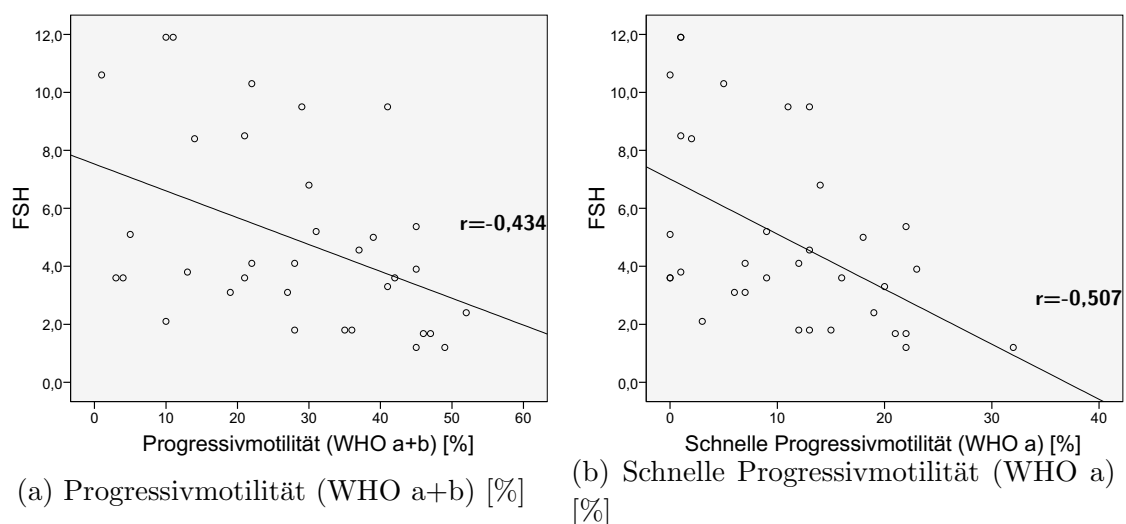 12,0
10,0
8,0
6,0
4,0
2,0
0,0
FSH
r=-0,434
0 10 20 30 40 50 60
Progressivmotilität (WHO a+b) [%]
(a) Progressivmotilität (WHO a+b) [%]
12,0
10,0
8,0
6,0
4,0
2,0
0,0
FSH
r=-0,507
0 10 20 30 40
Schnelle Progressivmotilität (WHO a) [%]
(b) Schnelle Progressivmotilität (WHO a)
[%]